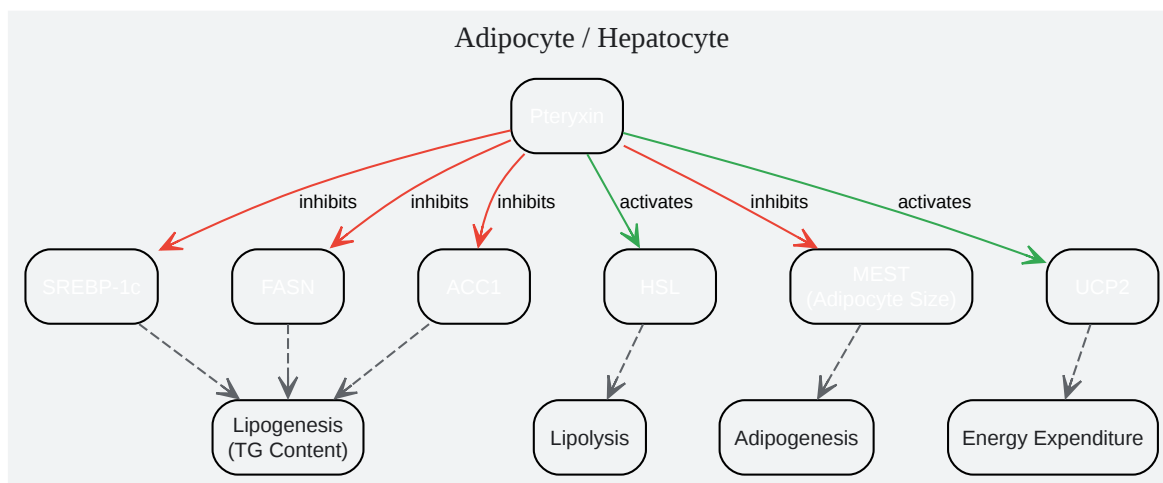 Adipocyte / Hepatocyte
Pteryxin
inhibits
inhibits
inhibits
activates
inhibits
activates
SREBP-1c
FASN
ACC1
HSL
MEST
(Adipocyte Size)
UCP2
Lipogenesis
(TG Content)
Lipolysis
Adipogenesis
Energy Expenditure